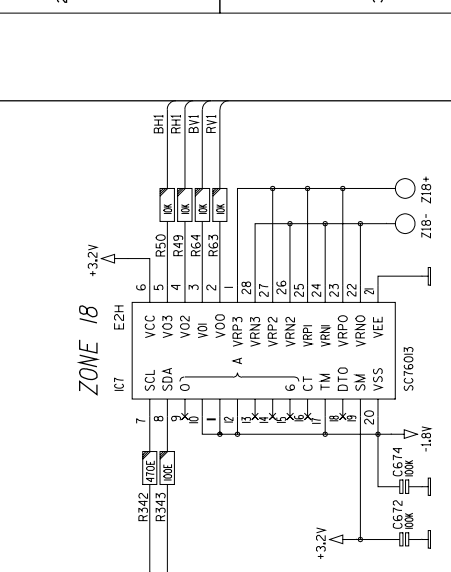 BH1
RH1
BV1
RV1
10K
10K
10K
10K
R50
R49
R64
R63
Z18+
Z18-
+3.2V
6
5
4
3
2
1
28
27
26
25
24
23
22
21
ZONE 18
E2H
IC7
VCC
VO3
VO2
VO1
VO0
VRP3
VRN3
VRP2
VRN2
VRP1
VRN1
VRP0
VRN0
VEE
SCL
SDA
0
A
6
CT
TM
DTO
SM
VSS
SC76013
7
8
9
10
11
12
13
14
15
16
17
18
19
20
470E
100E
R342
R343
-1.8V
C674
100K
C672
100K
+3.2V